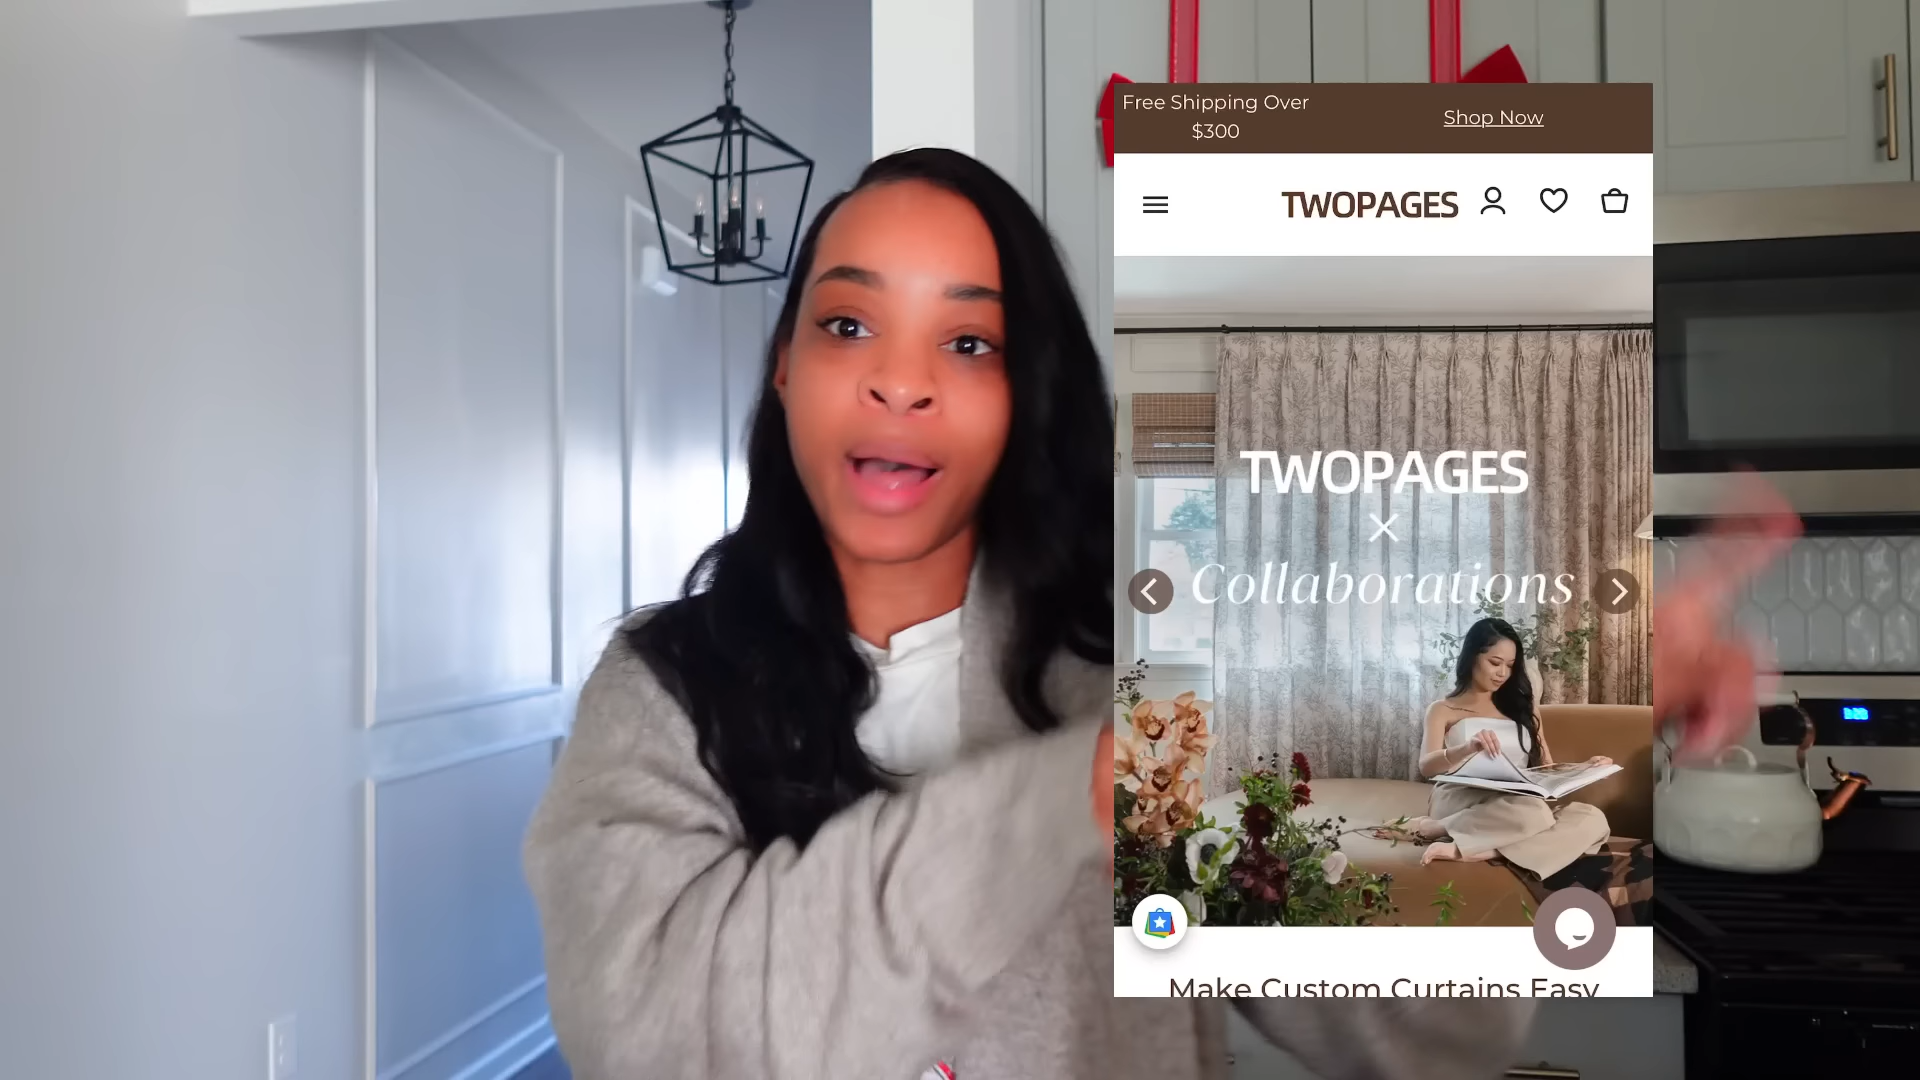 Free Shipping Over
$300
Shop Now
TWOPAGES
TWOPAGES
×
Collaborations
Make Custom Curtains Easy